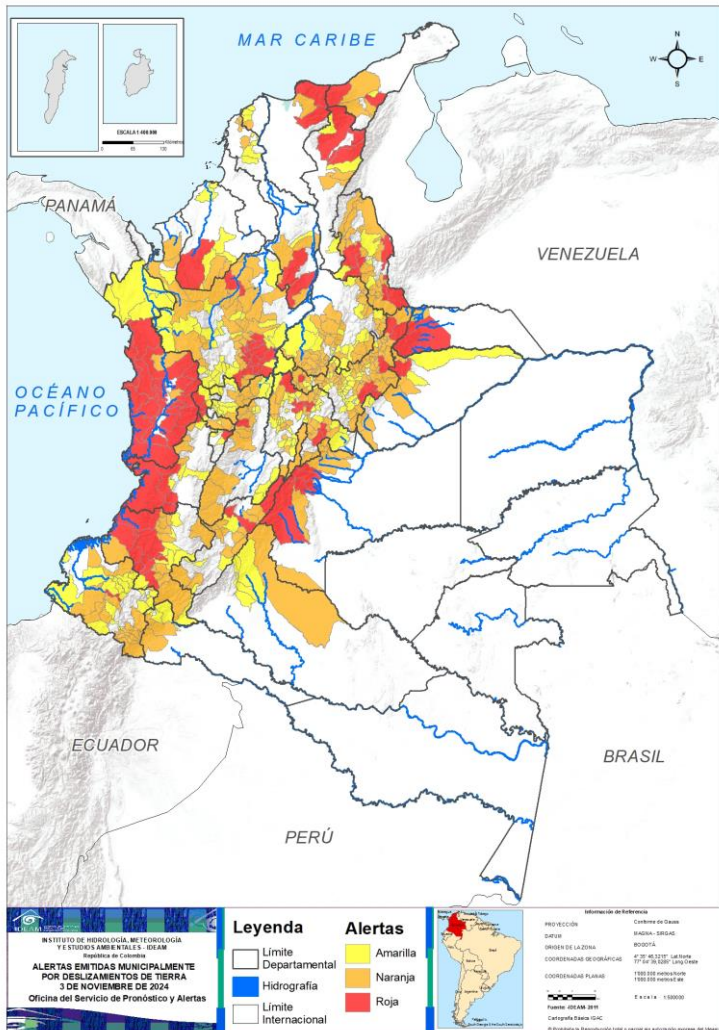 MAR CARIBE
N
W
E
S
ESCALA 1:400.000
PANAMÁ
VENEZUELA
OCÉANO
PACÍFICO
ECUADOR
BRASIL
PERÚ
IDEAM
INSTITUTO DE HIDROLOGÍA, METEOROLOGÍA
Y ESTUDIOS AMBIENTALES - IDEAM
República de Colombia
ALERTAS EMITIDAS MUNICIPALMENTE
POR DESLIZAMIENTOS DE TIERRA
3 DE NOVIEMBRE DE 2024
Oficina del Servicio de Pronóstico y Alertas
Leyenda
Límite
Departamental
Hidrografía
Límite
Internacional
Alertas
Amarilla
Naranja
Roja
Información de Referencia
PROYECCIÓN
Conforme de Gauss
DATUM
MAGNA - SIRGAS
ORIGEN DE LA ZONA
BOGOTÁ
COORDENADAS GEOGRÁFICAS
COORDENADAS PLANAS
Escala
Fuente: IDEAM 2011
Cartografía Básica IGAC